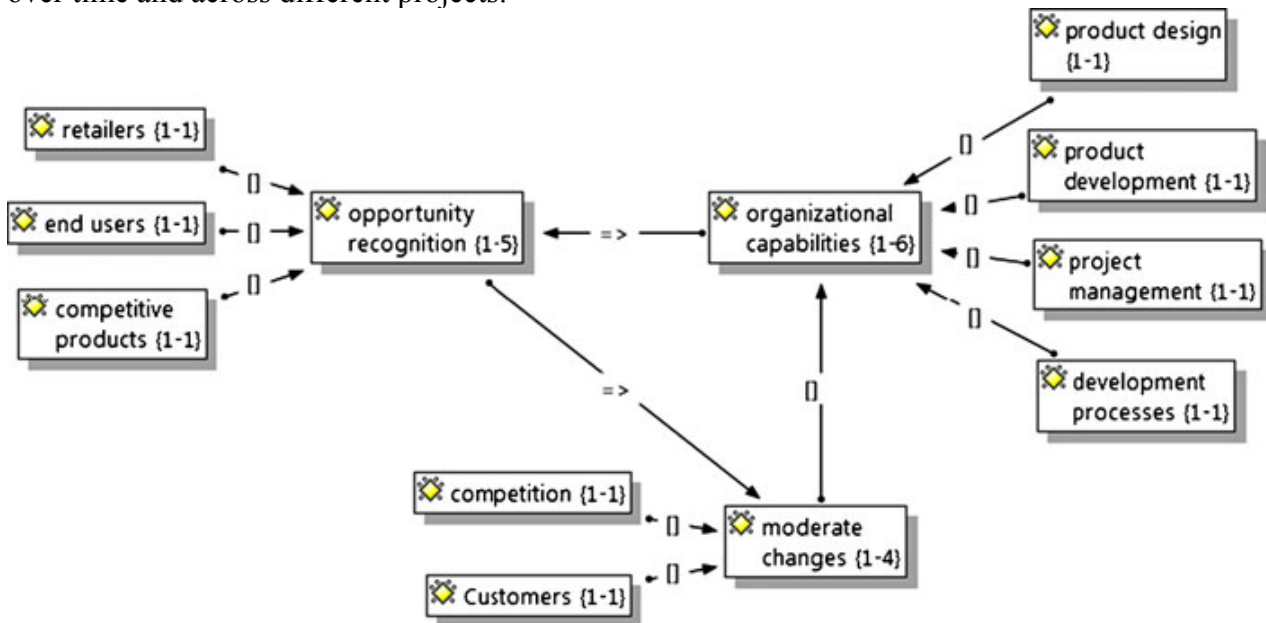 over time and across different projects.
product design
{1-1}
retailers {1-1}
[]
[]
product
development {1-1}
end users {1-1}
[]
opportunity
recognition {1-5}
=>
organizational
capabilities {1-6}
[]
competitive
products {1-1}
[]
[]
project
management {1-1}
[]
development
processes {1-1}
=>
[]
competition {1-1}
[]
moderate
changes {1-4}
Customers {1-1}
[]